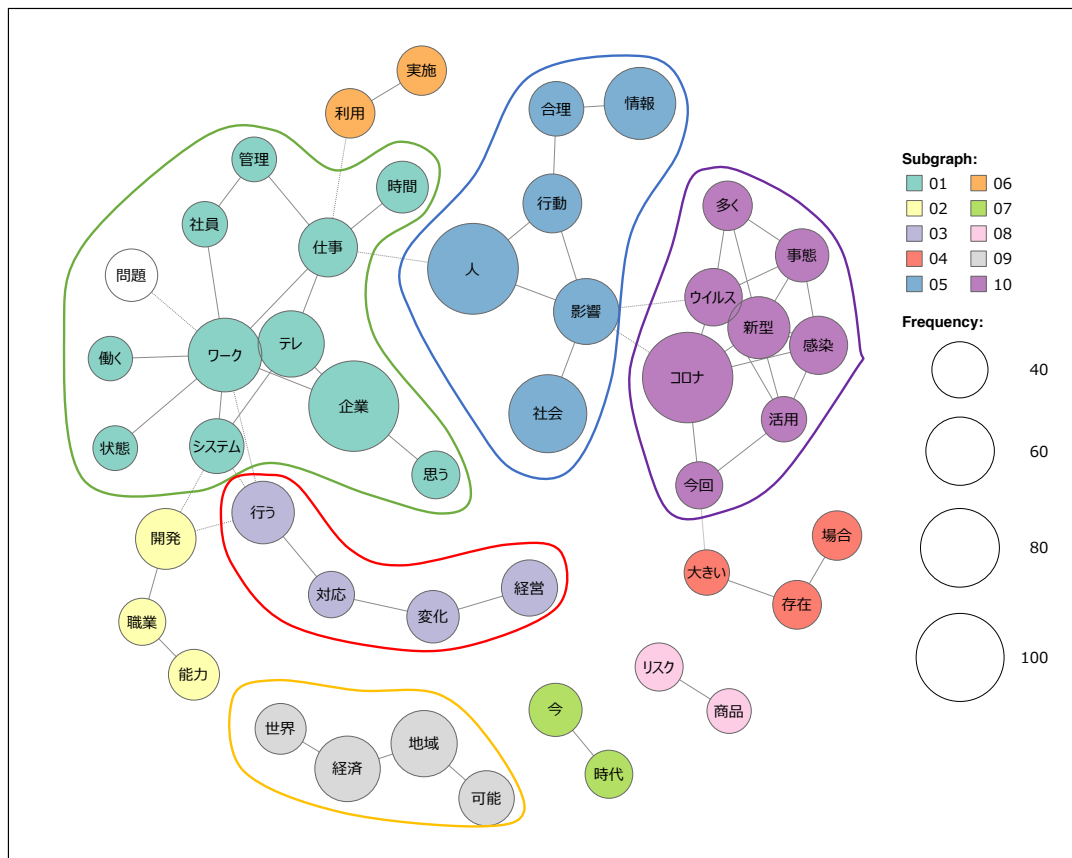 実施
利用
合理
情報
管理
時間
社員
仕事
行動
多く
問題
人
事態
ウイルス
影響
新型
感染
働く
ワーク
テレ
コロナ
企業
社会
活用
状態
システム
思う
今回
行う
開発
場合
大きい
対応
変化
経営
存在
職業
能力
リスク
商品
今
時代
世界
経済
地域
可能
Subgraph:
01 06
02 07
03 08
04 09
05 10
Frequency:
40
60
80
100